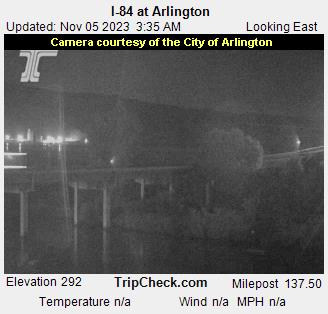 I-84 at Arlington
Updated: Nov 05 2023 3:35 AM Looking East
Camera courtesy of the City of Arlington
Elevation 292 TripCheck.com Milepost 137.50
Temperature n/a Wind n/a MPH n/a